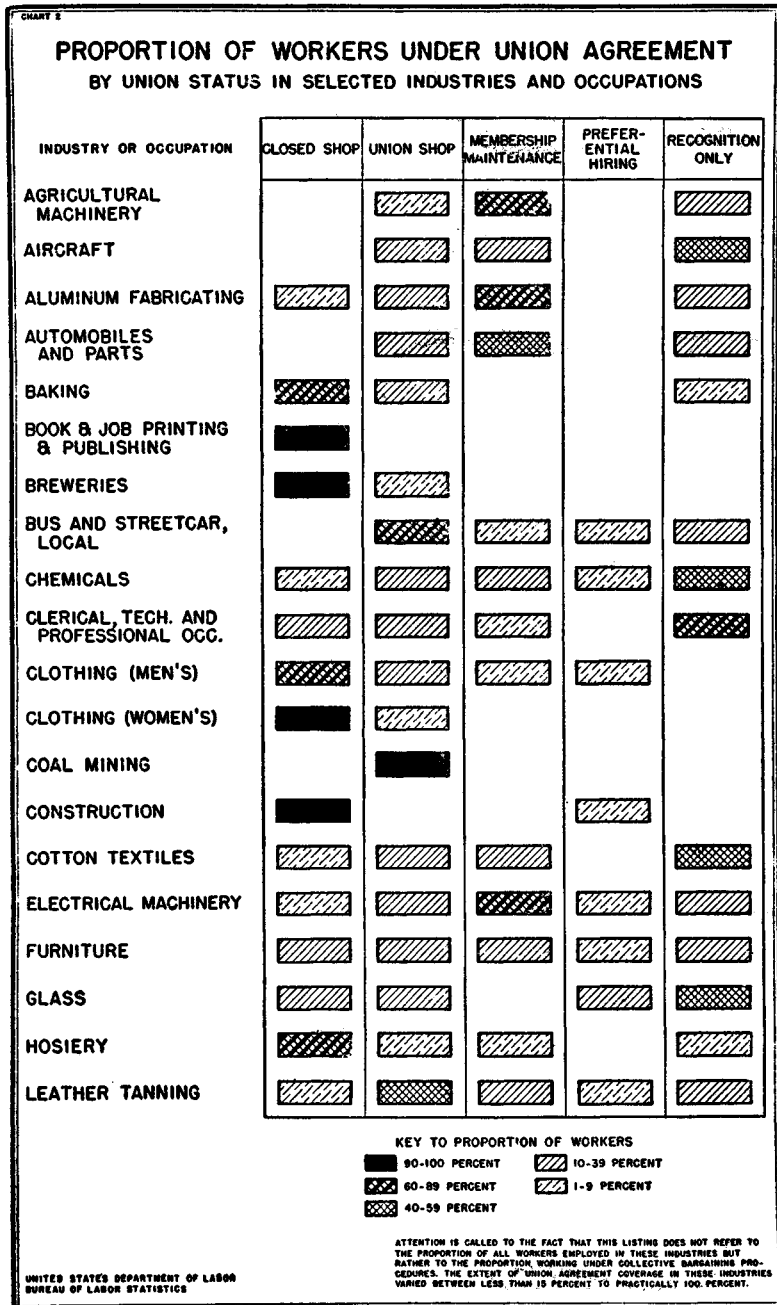 CHART 2
PROPORTION OF WORKERS UNDER UNION AGREEMENT
BY UNION STATUS IN SELECTED INDUSTRIES AND OCCUPATIONS
INDUSTRY OR OCCUPATION
CLOSED SHOP
UNION SHOP
MEMBERSHIP
MAINTENANCE
PREFER-
ENTIAL
HIRING
RECOGNITION
ONLY
AGRICULTURAL
MACHINERY
AIRCRAFT
ALUMINUM FABRICATING
AUTOMOBILES
AND PARTS
BAKING
BOOK & JOB PRINTING
& PUBLISHING
BREWERIES
BUS AND STREETCAR,
LOCAL
CHEMICALS
CLERICAL, TECH. AND
PROFESSIONAL OCC.
CLOTHING (MEN'S)
CLOTHING (WOMEN'S)
COAL MINING
CONSTRUCTION
COTTON TEXTILES
ELECTRICAL MACHINERY
FURNITURE
GLASS
HOSIERY
LEATHER TANNING
KEY TO PROPORTION OF WORKERS
90-100 PERCENT
10-39 PERCENT
60-89 PERCENT
1-9 PERCENT
40-59 PERCENT
ATTENTION IS CALLED TO THE FACT THAT THIS LISTING DOES NOT REFER TO
THE PROPORTION OF ALL WORKERS EMPLOYED IN THESE INDUSTRIES BUT
RATHER TO THE PROPORTION WORKING UNDER COLLECTIVE BARGAINING PRO-
CEDURES. THE EXTENT OF UNION AGREEMENT COVERAGE IN THESE INDUSTRIES
VARIED BETWEEN LESS THAN 15 PERCENT TO PRACTICALLY 100 PERCENT.
UNITED STATES DEPARTMENT OF LABOR
BUREAU OF LABOR STATISTICS